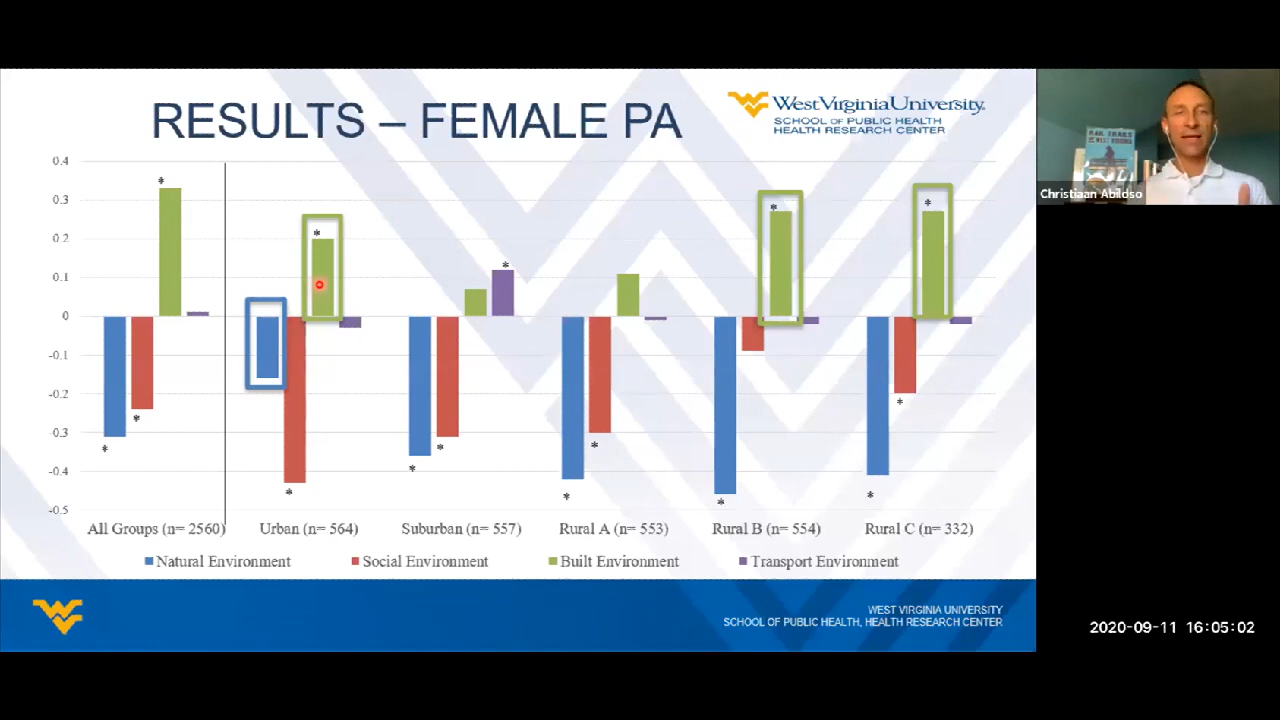 RESULTS – FEMALE PA
WestVirginiaUniversity.
SCHOOL OF PUBLIC HEALTH
HEALTH RESEARCH CENTER
Christiaan Abildso
0.4
0.3
0.2
0.1
0
-0.1
-0.2
-0.3
-0.4
-0.5
* * * * * * * * * * * * * * * * *
All Groups (n= 2560) Urban (n= 564) Suburban (n= 557) Rural A (n= 553) Rural B (n= 554) Rural C (n= 332)
Natural Environment Social Environment Built Environment Transport Environment
WEST VIRGINIA UNIVERSITY
SCHOOL OF PUBLIC HEALTH, HEALTH RESEARCH CENTER
2020-09-11 16:05:02